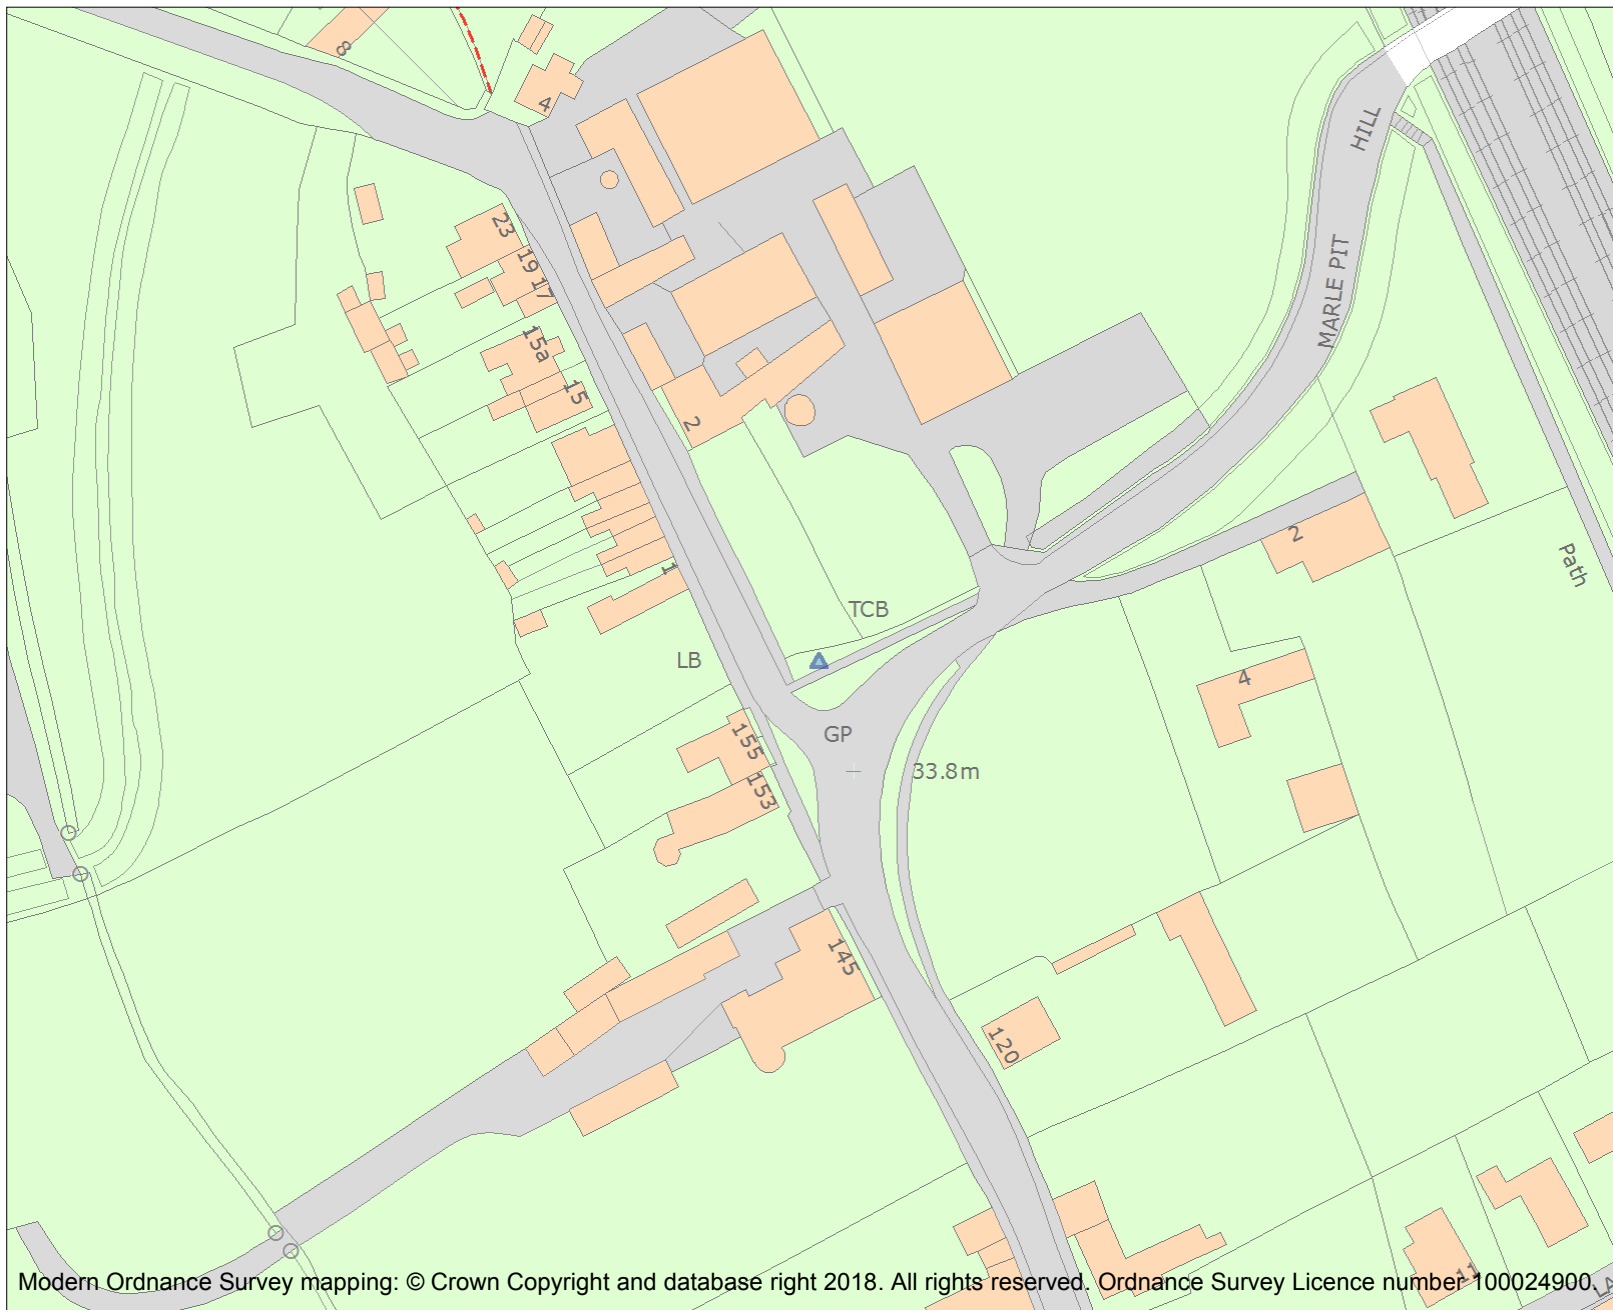 8
4
HILL
23
19
17
MARLE PIT
15a
15
2
2
Path
1
TCB
LB
4
GP
155
33.8m
153
145
120
11
LA
Modern Ordnance Survey mapping: © Crown Copyright and database right 2018. All rights reserved. Ordnance Survey Licence number 100024900.